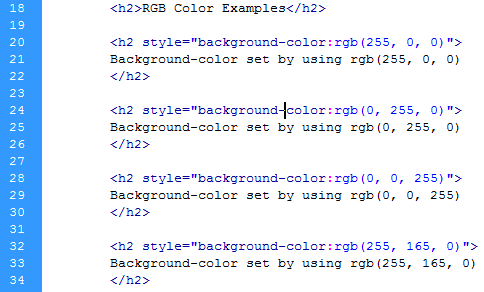 18 <h2>RGB Color Examples</h2>
19
20 <h2 style="background-color:rgb(255, 0, 0)">
21 Background-color set by using rgb(255, 0, 0)
22 </h2>
23
24 <h2 style="background-color:rgb(0, 255, 0)">
25 Background-color set by using rgb(0, 255, 0)
26 </h2>
27
28 <h2 style="background-color:rgb(0, 0, 255)">
29 Background-color set by using rgb(0, 0, 255)
30 </h2>
31
32 <h2 style="background-color:rgb(255, 165, 0)">
33 Background-color set by using rgb(255, 165, 0)
34 </h2>